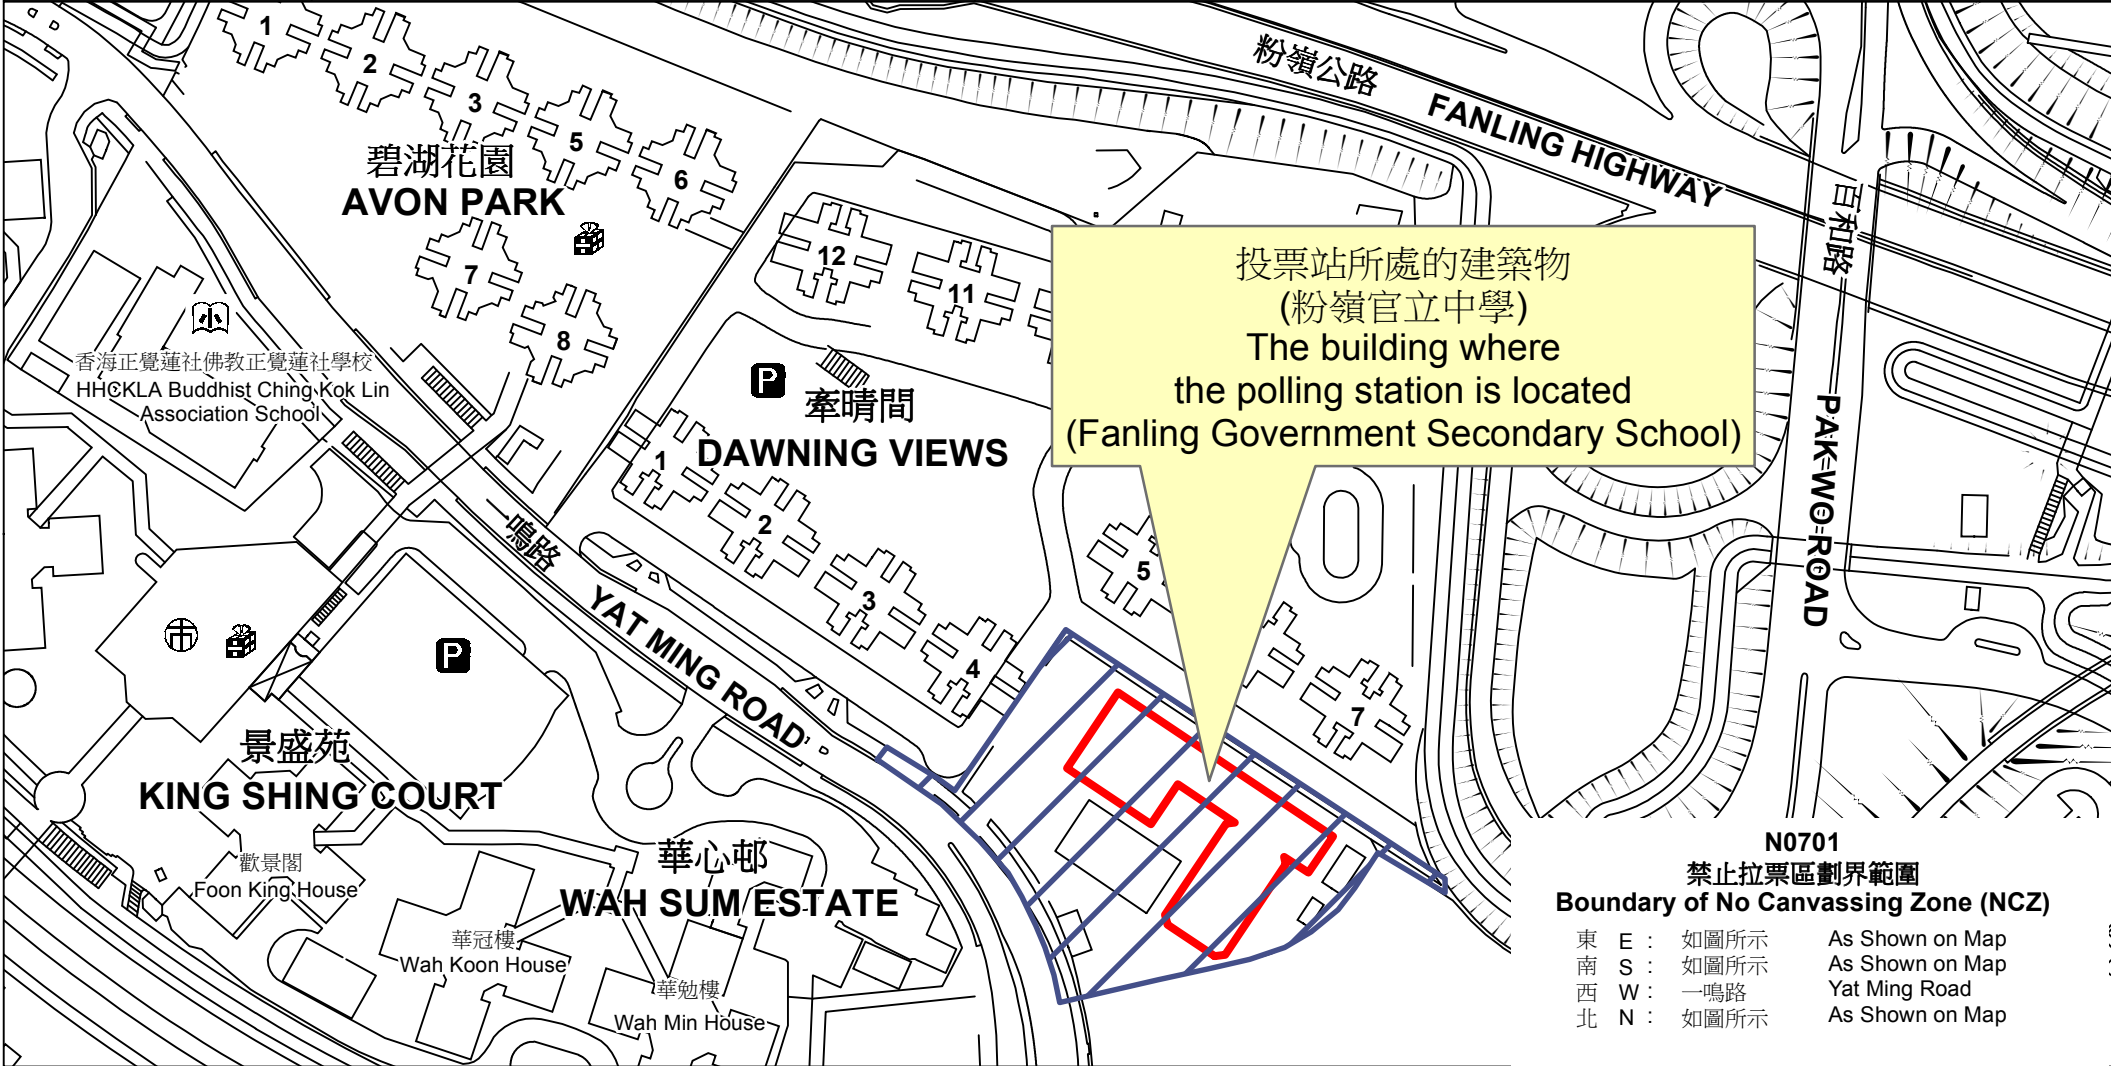 1
2
3
5
6
7
8
碧湖花園
AVON PARK
粉嶺公路
FANLING HIGHWAY
百和路
PAK WO ROAD
12
11
投票站所處的建築物
(粉嶺官立中學)
The building where
the polling station is located
(Fanling Government Secondary School)
小
香海正覺蓮社佛教正覺蓮社學校
HHCKLA Buddhist Ching Kok Lin
Association School
P
牽晴間
DAWNING VIEWS
1
2
3
4
5
7
一鳴路
YAT MING ROAD
市
P
景盛苑
KING SHING COURT
歡景閣
Foon King House
華心邨
WAH SUM ESTATE
華冠樓
Wah Koon House
華勉樓
Wah Min House
N0701
禁止拉票區劃界範圍
Boundary of No Canvassing Zone (NCZ)
東 E : 如圖所示 As Shown on Map
南 S : 如圖所示 As Shown on Map
西 W : 一鳴路 Yat Ming Road
北 N : 如圖所示 As Shown on Map